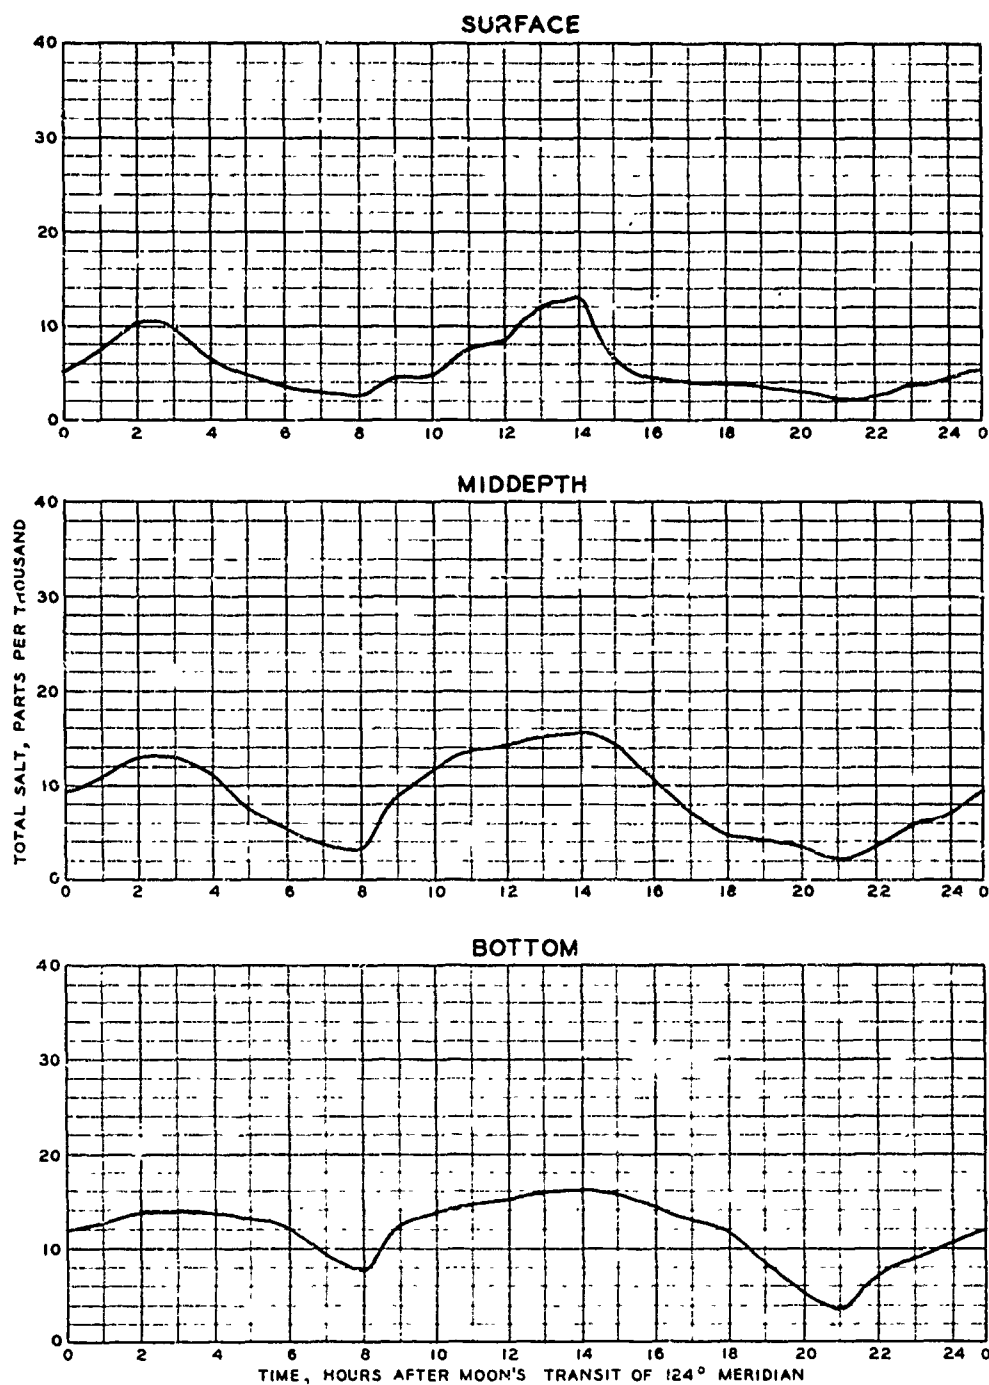 SURFACE
40
30
20
10
0
0 2 4 6 8 10 12 14 16 18 20 22 24 0
MIDDEPTH
40
30
20
10
0
0 2 4 6 8 10 12 14 16 18 20 22 24 0
TOTAL SALT, PARTS PER THOUSAND
BOTTOM
40
30
20
10
0
0 2 4 6 8 10 12 14 16 18 20 22 24 0
TIME, HOURS AFTER MOON'S TRANSIT OF 124° MERIDIAN